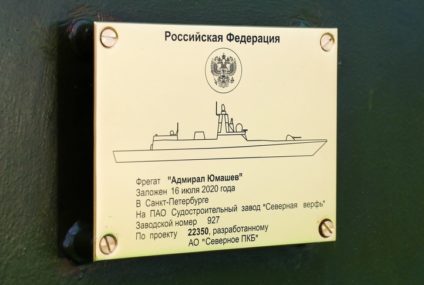 Российская Федерация
Фрегат "Адмирал Юмашев"
Заложен 16 июля 2020 года
В Санкт-Петербурге
На ПАО Судостроительный завод "Северная верфь"
Заводской номер 927
По проекту 22350, разработанному
АО "Северное ПКБ"